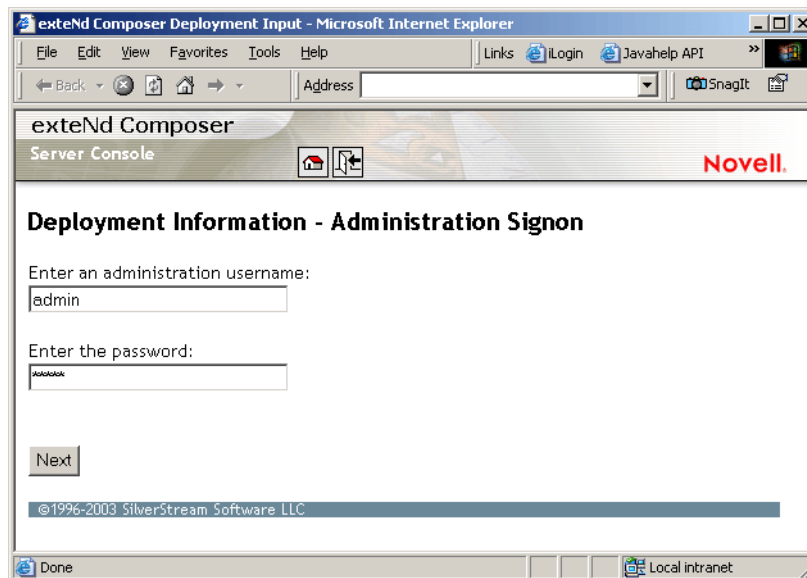 exteNd Composer Deployment Input - Microsoft Internet Explorer
File Edit View Favorites Tools Help Links iLogin Javahelp API »
Back Address SnagIt
exteNd Composer
Server Console
Novell.
Deployment Information - Administration Signon
Enter an administration username:
admin
Enter the password:
*****
Next
©1996-2003 SilverStream Software LLC
Done Local intranet